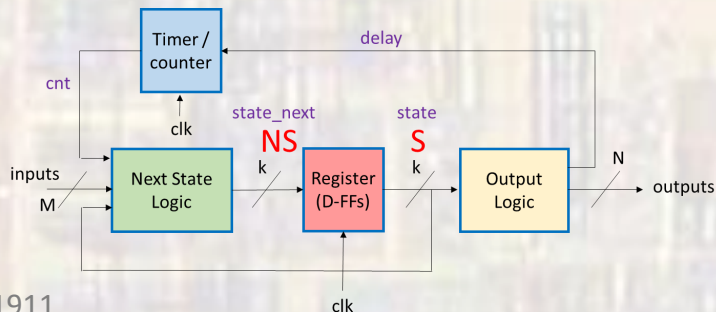 Timer /
counter
delay
cnt
clk
state_next
state
NS
S
k
k
N
inputs
M
Next State
Logic
Register
(D-FFs)
Output
Logic
outputs
clk
1911